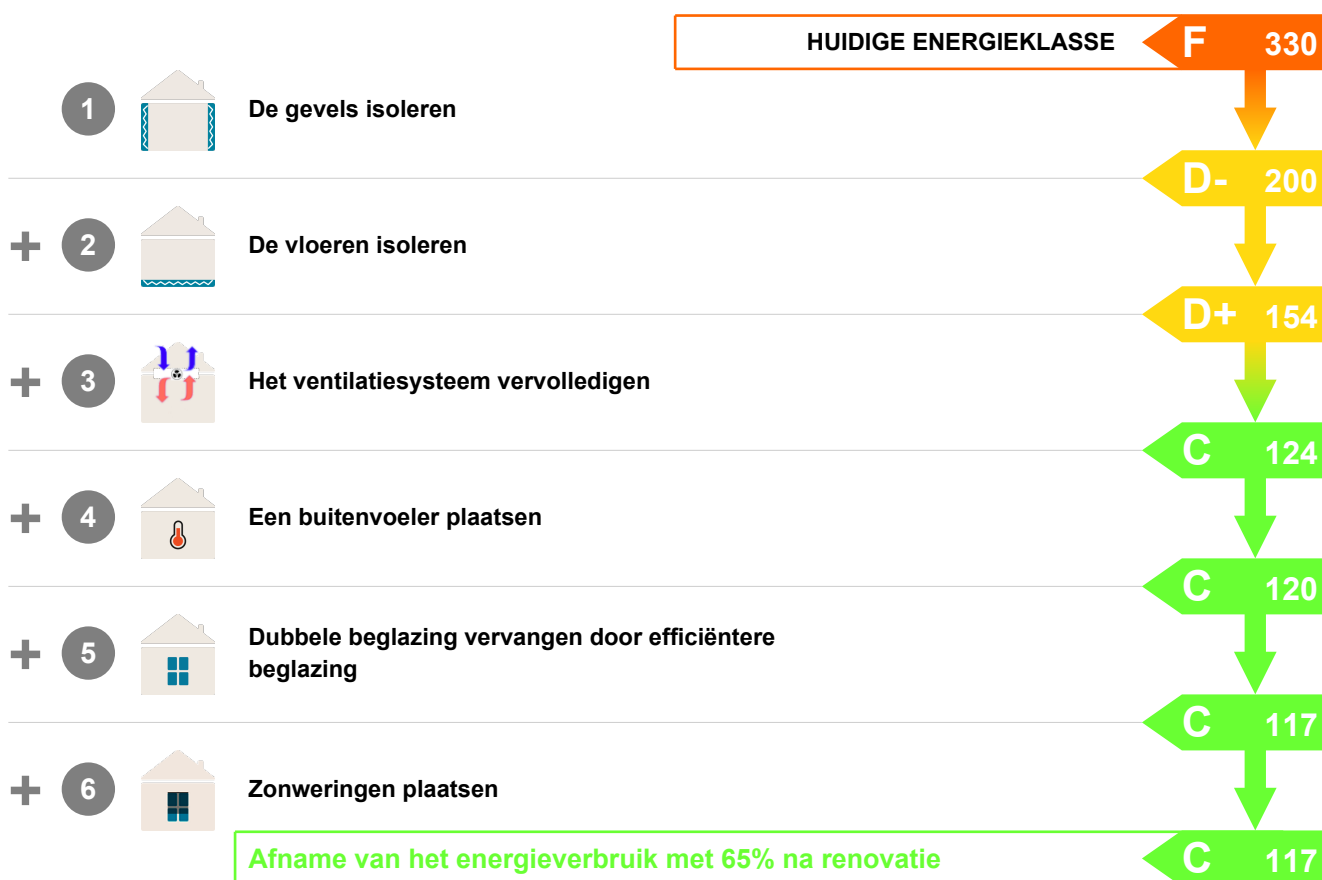 HUIDIGE ENERGIEKLASSE F 330
1 De gevels isoleren
D- 200
+ 2 De vloeren isoleren
D+ 154
+ 3 Het ventilatiesysteem vervolledigen
C 124
+ 4 Een buitenvoeler plaatsen
C 120
+ 5 Dubbele beglazing vervangen door efficiëntere
beglazing
C 117
+ 6 Zonweringen plaatsen
Afname van het energieverbruik met 65% na renovatie C 117